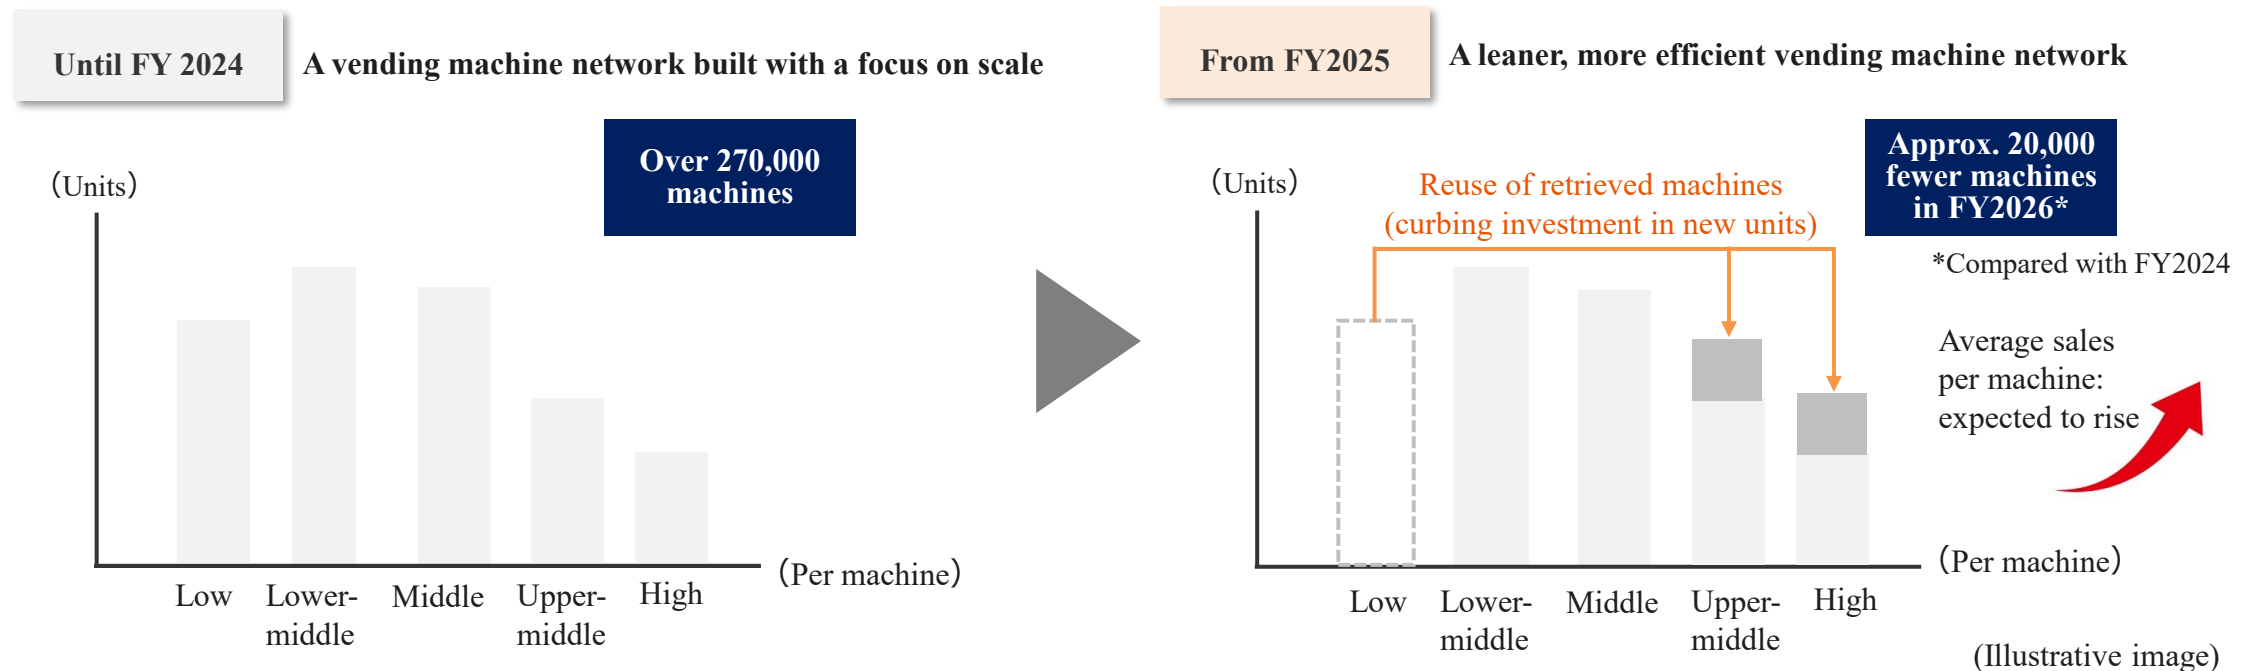 Until FY 2024
A vending machine network built with a focus on scale
Over 270,000
machines
(Units)
(Per machine)
Low
Lower-
middle
Middle
Upper-
middle
High
From FY2025
A leaner, more efficient vending machine network
Approx. 20,000
fewer machines
in FY2026*
*Compared with FY2024
(Units)
Reuse of retrieved machines
(curbing investment in new units)
Average sales
per machine:
expected to rise
(Per machine)
Low
Lower-
middle
Middle
Upper-
middle
High
(Illustrative image)